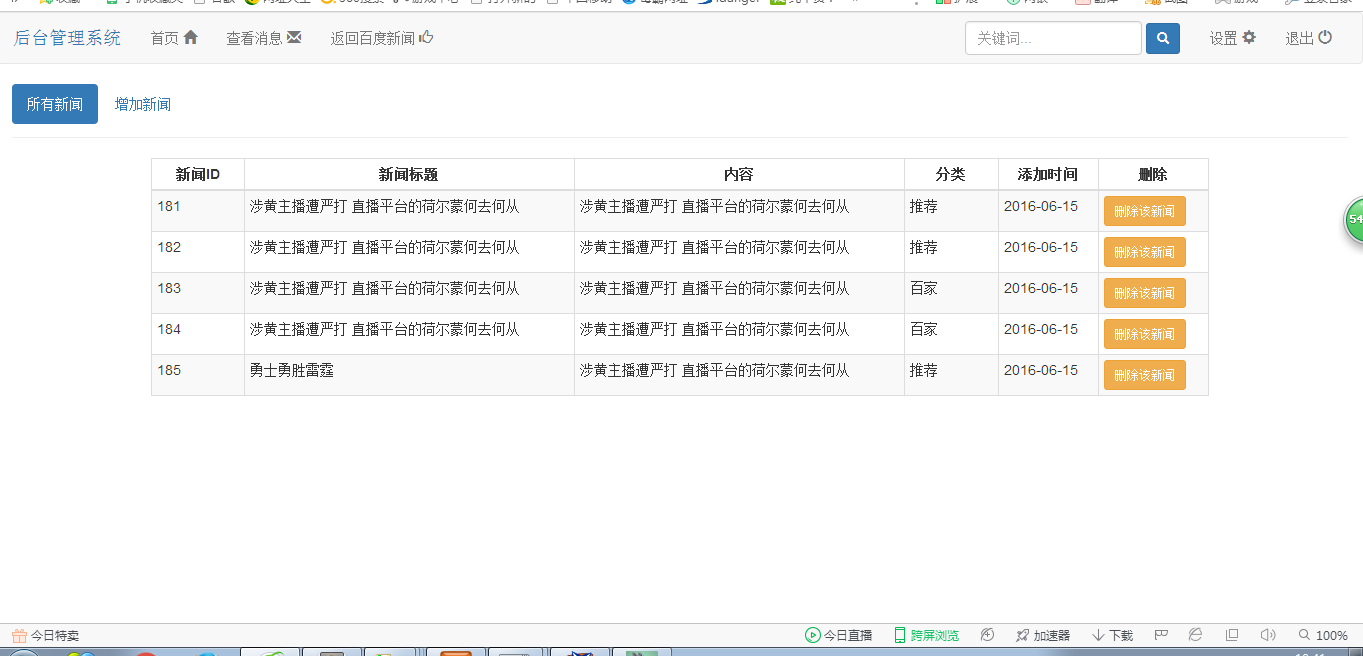 后台管理系统 首页 查看消息 返回百度新闻 关键词... 设置 退出
所有新闻 增加新闻
新闻ID 新闻标题 内容 分类 添加时间 删除
181 涉黄主播遭严打 直播平台的荷尔蒙何去何从 涉黄主播遭严打 直播平台的荷尔蒙何去何从 推荐 2016-06-15 删除该新闻
182 涉黄主播遭严打 直播平台的荷尔蒙何去何从 涉黄主播遭严打 直播平台的荷尔蒙何去何从 推荐 2016-06-15 删除该新闻
183 涉黄主播遭严打 直播平台的荷尔蒙何去何从 涉黄主播遭严打 直播平台的荷尔蒙何去何从 百家 2016-06-15 删除该新闻
184 涉黄主播遭严打 直播平台的荷尔蒙何去何从 涉黄主播遭严打 直播平台的荷尔蒙何去何从 百家 2016-06-15 删除该新闻
185 勇士勇胜雷霆 涉黄主播遭严打 直播平台的荷尔蒙何去何从 推荐 2016-06-15 删除该新闻
54
今日特卖 今日直播 跨屏浏览 加速器 下载 100%